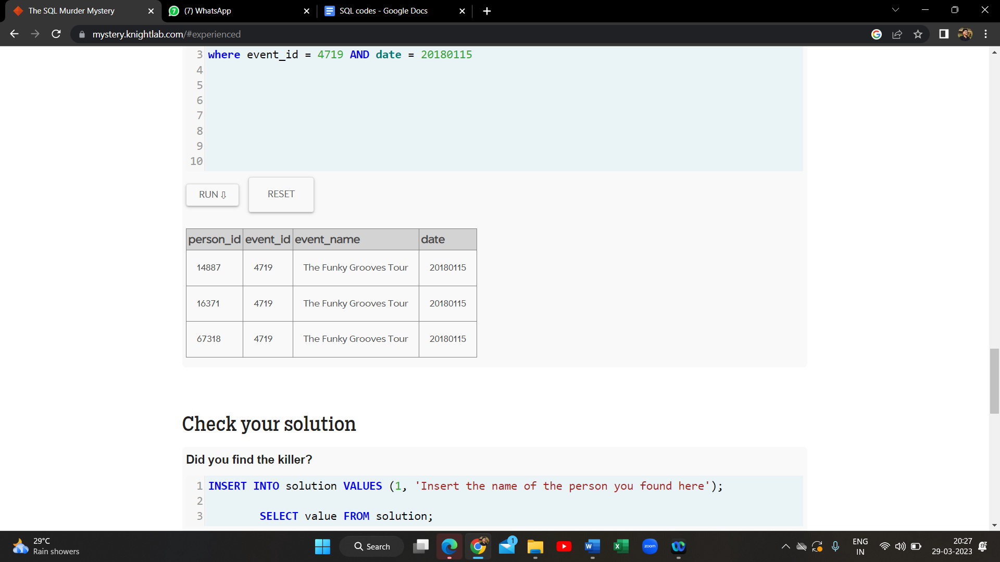 The SQL Murder Mystery
(7) WhatsApp
SQL codes - Google Docs
mystery.knightlab.com/#experienced
3 where event_id = 4719 AND date = 20180115
4
5
6
7
8
9
10
RUN ⇩ RESET
person_id event_id event_name date
14887 4719 The Funky Grooves Tour 20180115
16371 4719 The Funky Grooves Tour 20180115
67318 4719 The Funky Grooves Tour 20180115
Check your solution
Did you find the killer?
1 INSERT INTO solution VALUES (1, 'Insert the name of the person you found here');
2
3 SELECT value FROM solution;
29°C
Rain showers
Search
1
W
X
zoom
ENG
IN
20:27
29-03-2023